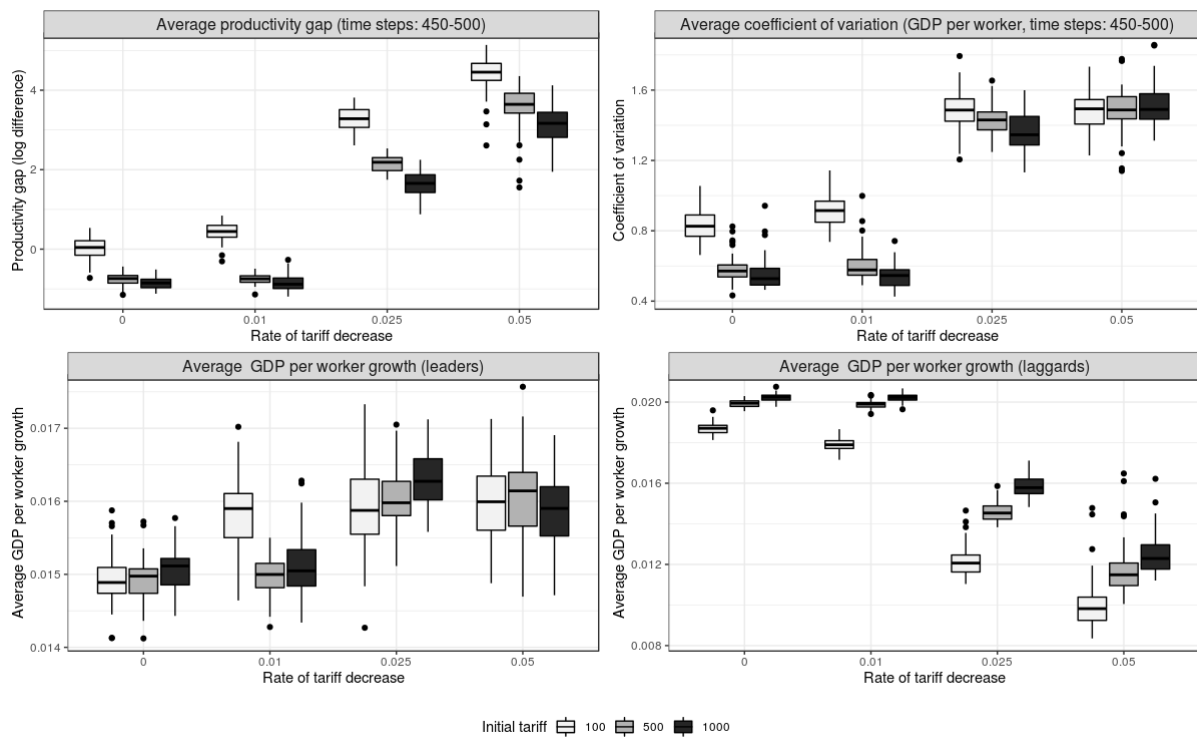 Average productivity gap (time steps: 450-500)
Productivity gap (log difference)
4
2
0
0 0.01 0.025 0.05
Rate of tariff decrease
Average coefficient of variation (GDP per worker, time steps: 450-500)
Coefficient of variation
1.6
1.2
0.8
0.4
0 0.01 0.025 0.05
Rate of tariff decrease
Average GDP per worker growth (leaders)
Average GDP per worker growth
0.017
0.016
0.015
0.014
0 0.01 0.025 0.05
Rate of tariff decrease
Average GDP per worker growth (laggards)
Average GDP per worker growth
0.020
0.016
0.012
0.008
0 0.01 0.025 0.05
Rate of tariff decrease
Initial tariff 100 500 1000